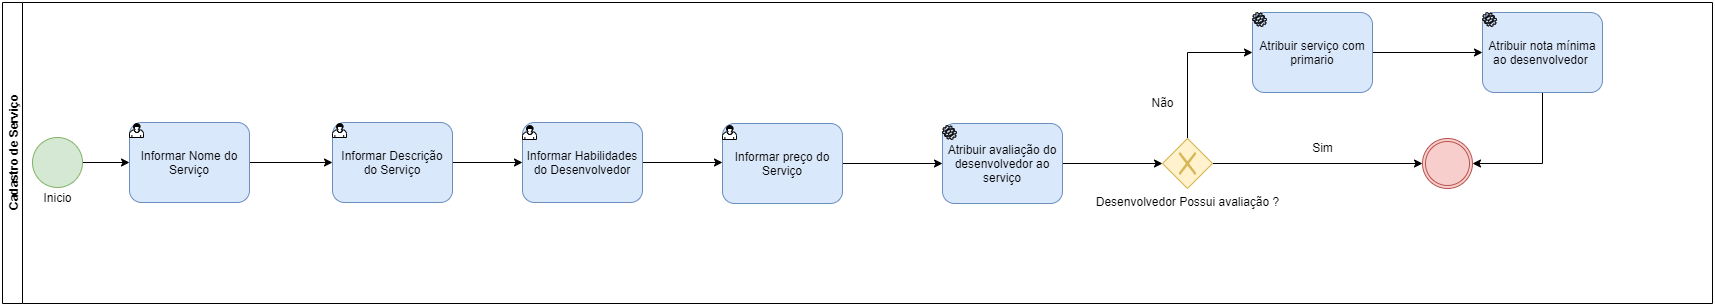 Cadastro de Serviço
Inicio
Informar Nome do
Serviço
Informar Descrição
do Serviço
Informar Habilidades
do Desenvolvedor
Informar preço do
Serviço
Atribuir avaliação do
desenvolvedor ao
serviço
Desenvolvedor Possui avaliação ?
Não
Atribuir serviço com
primario
Atribuir nota mínima
ao desenvolvedor
Sim